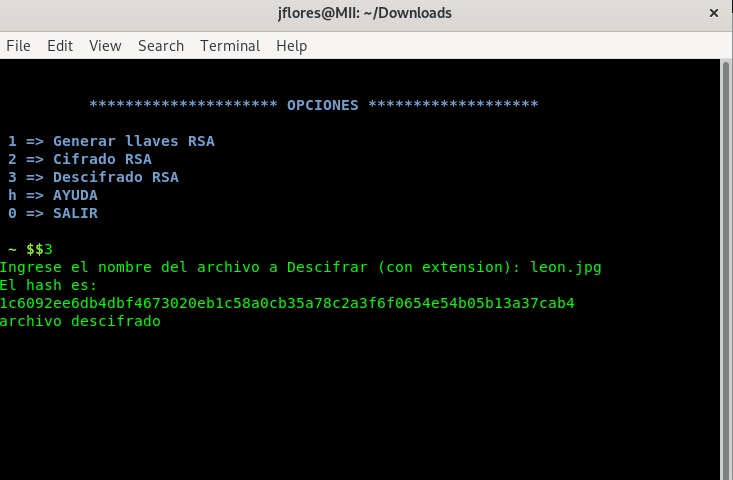 jflores@MII: ~/Downloads
File Edit View Search Terminal Help
********************* OPCIONES *******************
1 => Generar llaves RSA
2 => Cifrado RSA
3 => Descifrado RSA
h => AYUDA
0 => SALIR
~ $$3
Ingrese el nombre del archivo a Descifrar (con extension): leon.jpg
El hash es:
1c6092ee6db4dbf4673020eb1c58a0cb35a78c2a3f6f0654e54b05b13a37cab4
archivo descifrado